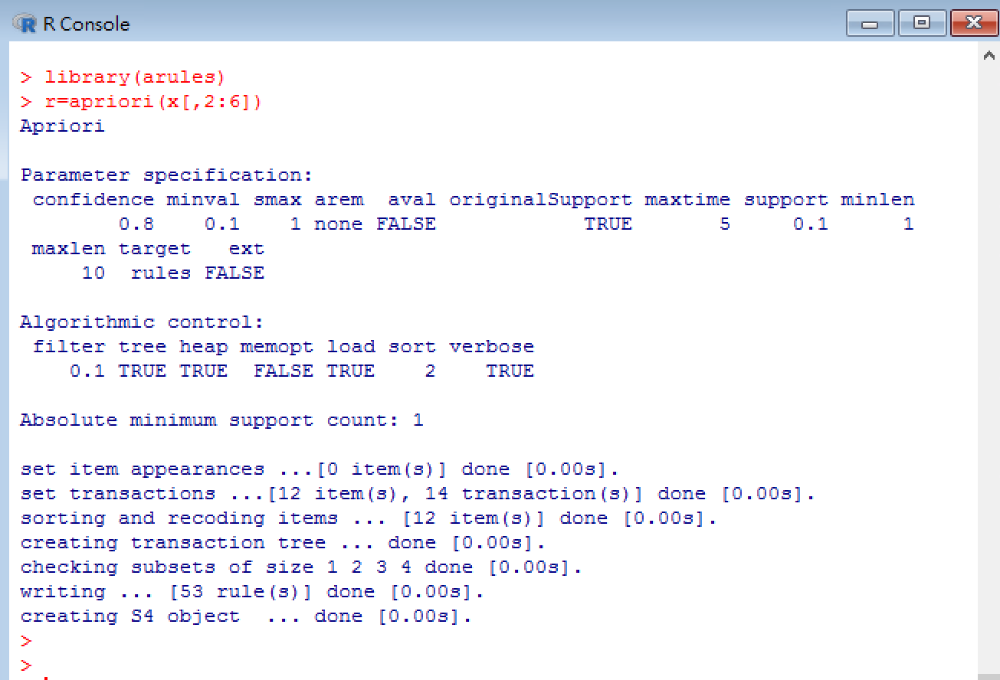 R Console
> library(arules)
> r=apriori(x[,2:6])
Apriori
Parameter specification:
 confidence minval smax arem  aval originalSupport maxtime support minlen
        0.8    0.1    1 none FALSE            TRUE       5     0.1      1
 maxlen target   ext
     10  rules FALSE
Algorithmic control:
 filter tree heap memopt load sort verbose
    0.1 TRUE TRUE  FALSE TRUE    2    TRUE
Absolute minimum support count: 1
set item appearances ...[0 item(s)] done [0.00s].
set transactions ...[12 item(s), 14 transaction(s)] done [0.00s].
sorting and recoding items ... [12 item(s)] done [0.00s].
creating transaction tree ... done [0.00s].
checking subsets of size 1 2 3 4 done [0.00s].
writing ... [53 rule(s)] done [0.00s].
creating S4 object  ... done [0.00s].
>
>